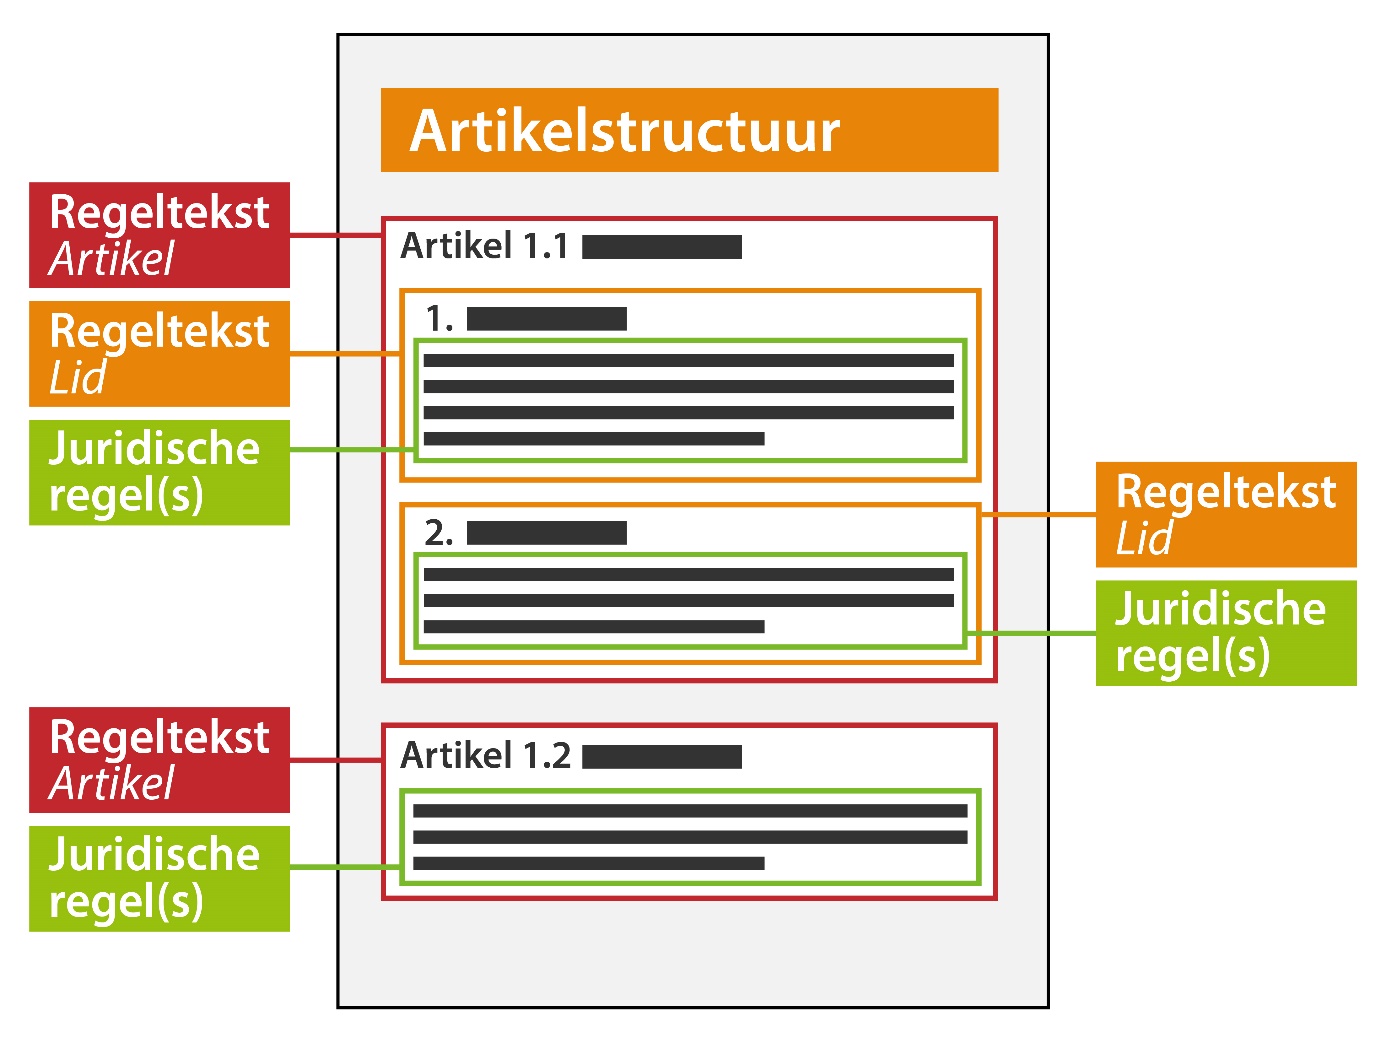 Artikelstructuur
Regeltekst
Artikel
Artikel 1.1
Regeltekst
Lid
1.
Juridische
regel(s)
2.
Regeltekst
Lid
Juridische
regel(s)
Regeltekst
Artikel
Artikel 1.2
Juridische
regel(s)